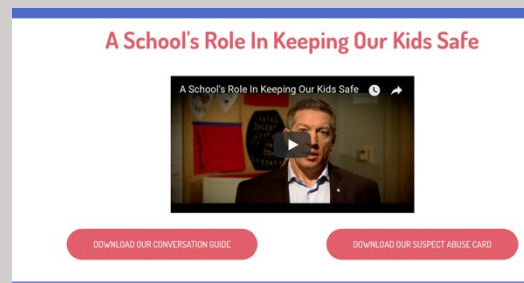 A School's Role In Keeping Our Kids Safe
A School's Role In Keeping Our Kids Safe
DOWNLOAD OUR CONVERSATION GUIDE
DOWNLOAD OUR SUSPECT ABUSE CARD